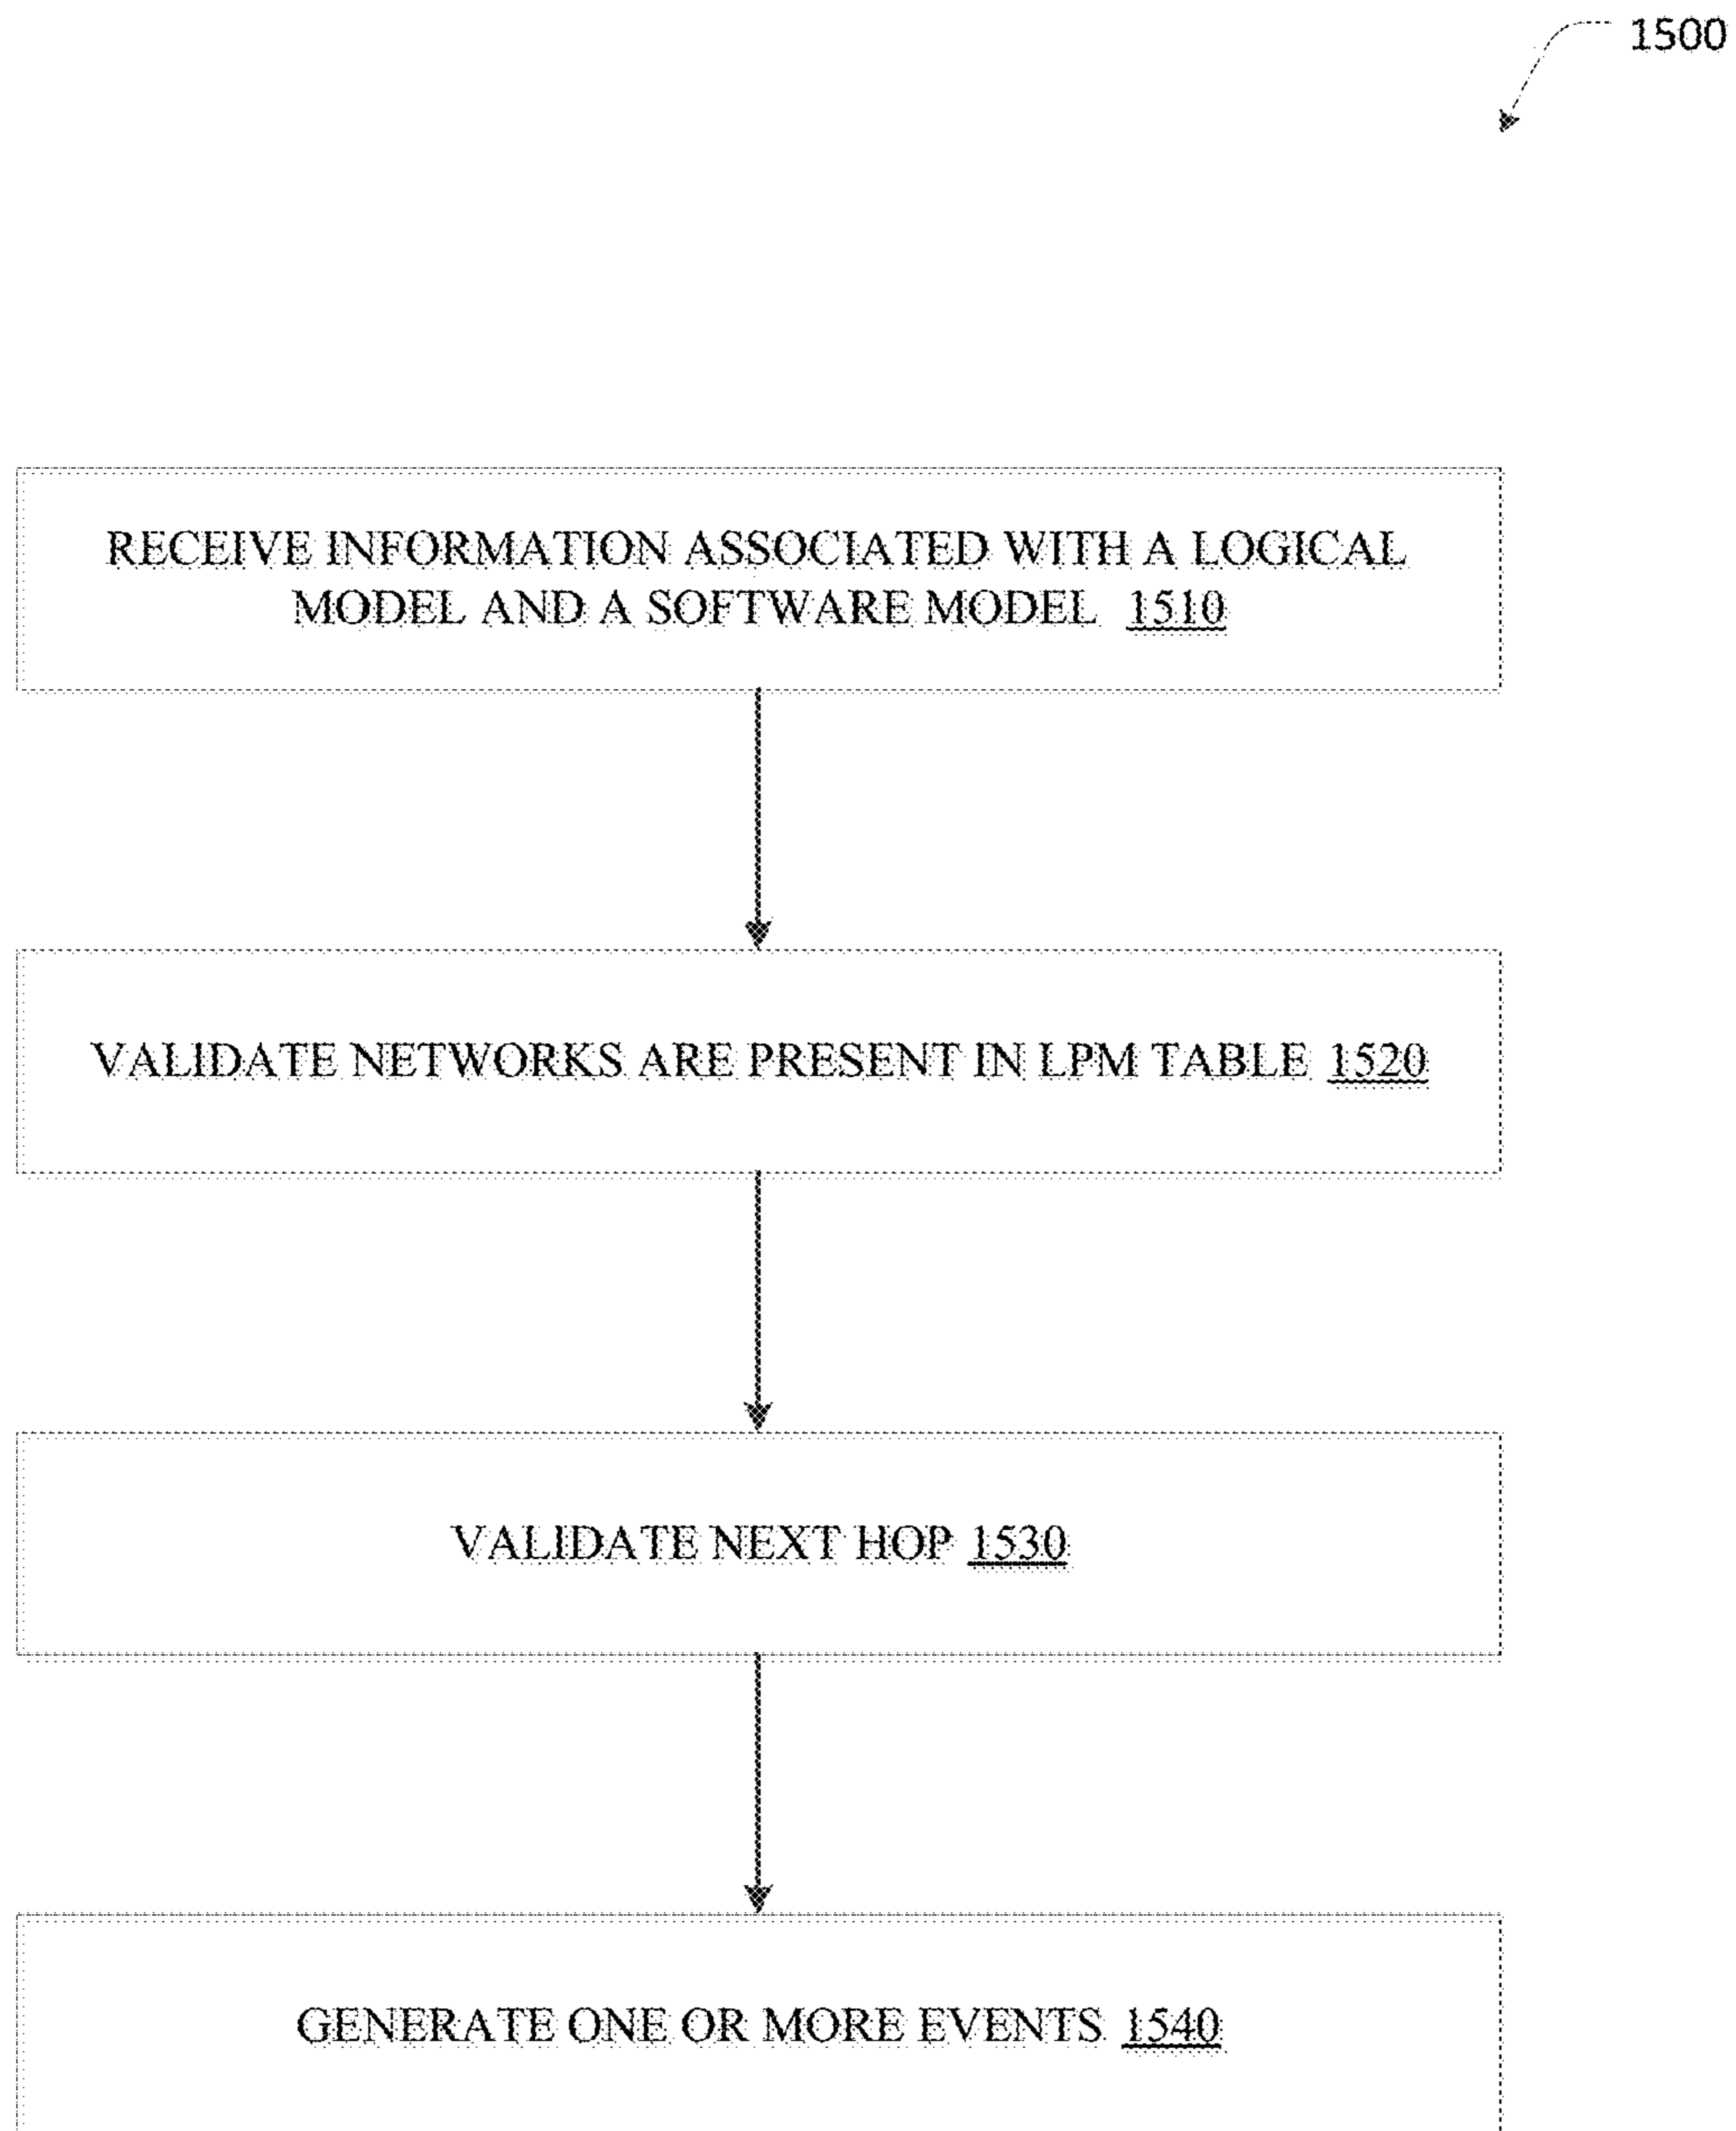 1500
RECEIVE INFORMATION ASSOCIATED WITH A LOGICAL
MODEL AND A SOFTWARE MODEL 1510
VALIDATE NETWORKS ARE PRESENT IN LPM TABLE 1520
VALIDATE NEXT HOP 1530
GENERATE ONE OR MORE EVENTS 1540